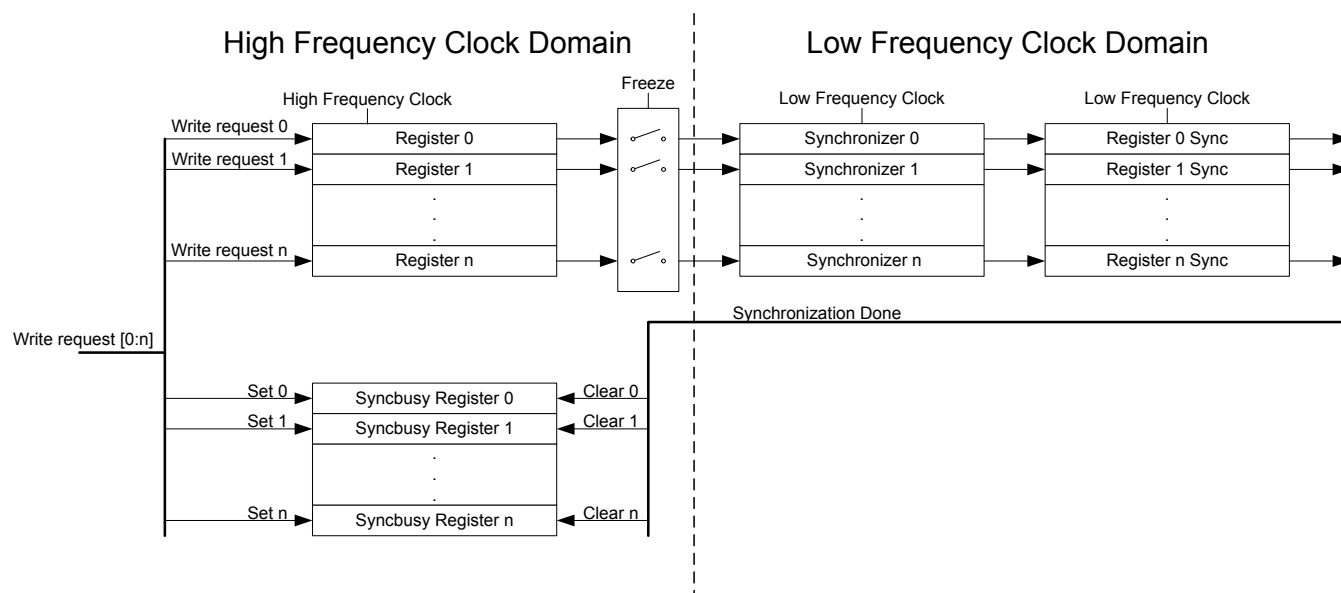 High Frequency Clock Domain
Low Frequency Clock Domain
Freeze
High Frequency Clock
Low Frequency Clock
Low Frequency Clock
Write request 0
Register 0
Synchronizer 0
Register 0 Sync
Write request 1
Register 1
Synchronizer 1
Register 1 Sync
.
.
.
.
.
.
.
.
.
Write request n
Register n
Synchronizer n
Register n Sync
Synchronization Done
Write request [0:n]
Set 0
Syncbusy Register 0
Clear 0
Set 1
Syncbusy Register 1
Clear 1
.
.
.
Set n
Syncbusy Register n
Clear n